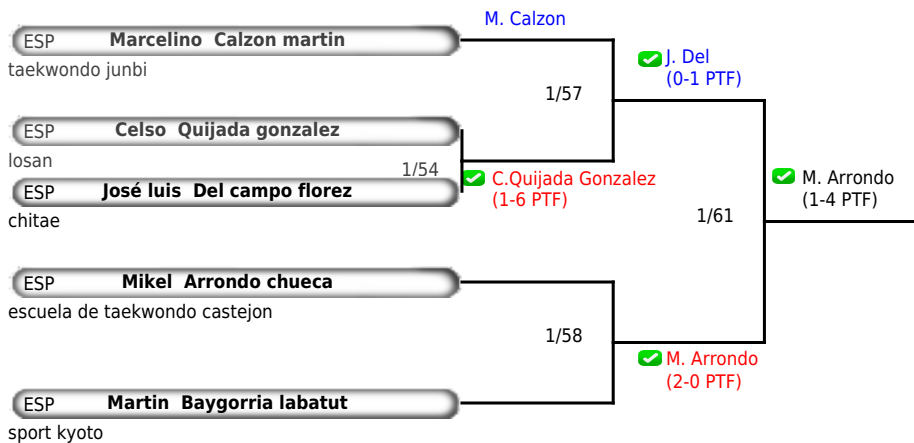 M. Calzon
ESP Marcelino Calzon martin
taekwondo junbi
J. Del
(0-1 PTF)
1/57
ESP Celso Quijada gonzalez
losan
1/54
C.Quijada Gonzalez
(1-6 PTF)
ESP José luis Del campo florez
chitae
M. Arrondo
(1-4 PTF)
1/61
ESP Mikel Arrondo chueca
escuela de taekwondo castejon
1/58
M. Arrondo
(2-0 PTF)
ESP Martin Baygorria labatut
sport kyoto